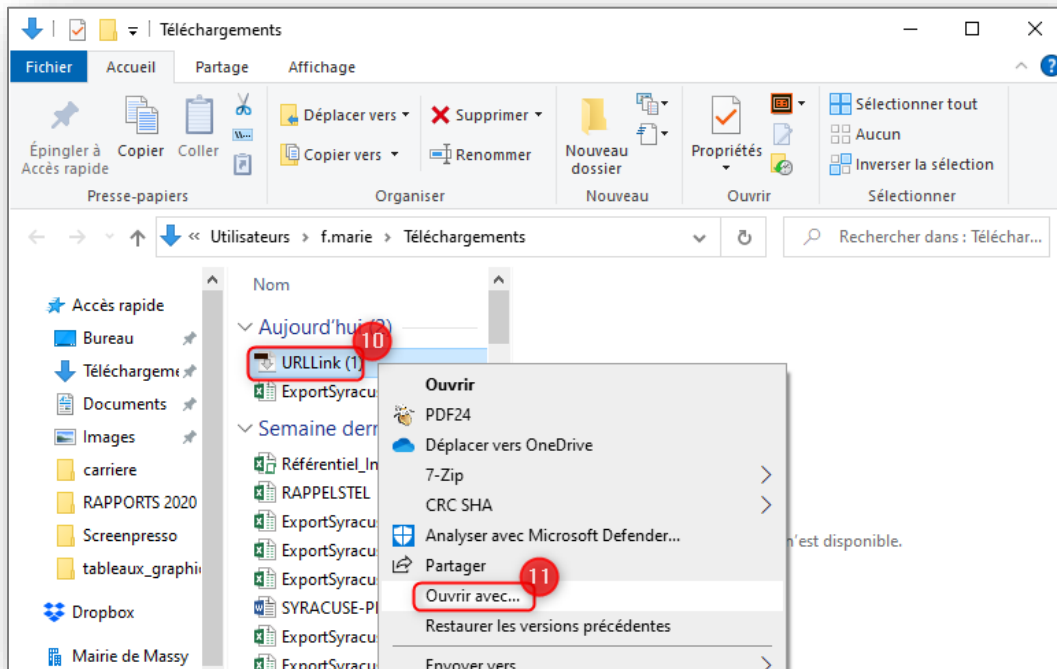 Téléchargements
Fichier Accueil Partage Affichage
Épingler à Accès rapide
Copier
Coller
Presse-papiers
Déplacer vers
Copier vers
Supprimer
Renommer
Organiser
Nouveau dossier
Nouveau
Propriétés
Ouvrir
Sélectionner tout
Aucun
Inverser la sélection
Sélectionner
« Utilisateurs > f.marie > Téléchargements
Rechercher dans : Téléchar...
Accès rapide
Bureau
Téléchargeme
Documents
Images
carriere
RAPPORTS 2020
Screenpresso
tableaux_graphi
Dropbox
Mairie de Massy
Nom
Aujourd'hui (2)
10
URLLink (1)
ExportSyracu
Semaine derr
Référentiel_In
RAPPELSTEL
ExportSyracu
ExportSyracu
ExportSyracu
SYRACUSE-P
ExportSyracu
ExportSyracu
Ouvrir
PDF24
Déplacer vers OneDrive
7-Zip
CRC SHA
Analyser avec Microsoft Defender...
Partager
11
Ouvrir avec...
Restaurer les versions précédentes
Envoyer vers
n'est disponible.